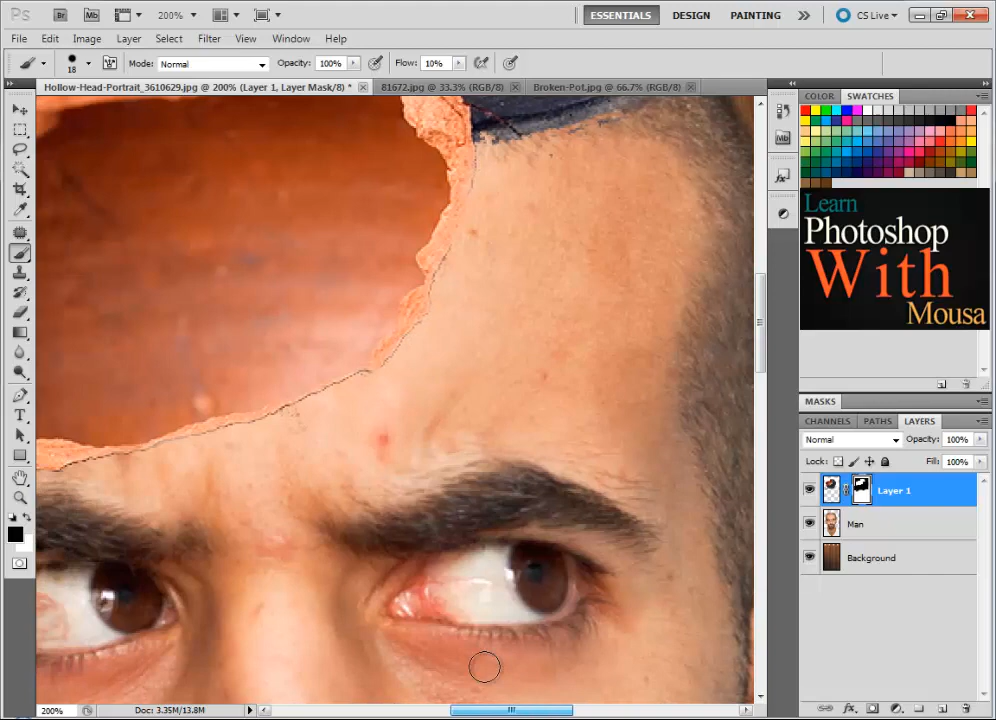 Ps Br Mb 200% ESSENTIALS DESIGN PAINTING CS Live
File Edit Image Layer Select Filter View Window Help
18 Mode: Normal Opacity: 100% Flow: 10%
Hollow-Head-Portrait_3610629.jpg @ 200% (Layer 1, Layer Mask/8) * 81672.jpg @ 33.3% (RGB/8) Broken-Pot.jpg @ 66.7% (RGB/8)
COLOR SWATCHES
Learn
Photoshop
With
Mousa
MASKS
CHANNELS PATHS LAYERS
Normal Opacity: 100%
Lock: Fill: 100%
Layer 1
Man
Background
200% Doc: 3.35M/13.8M